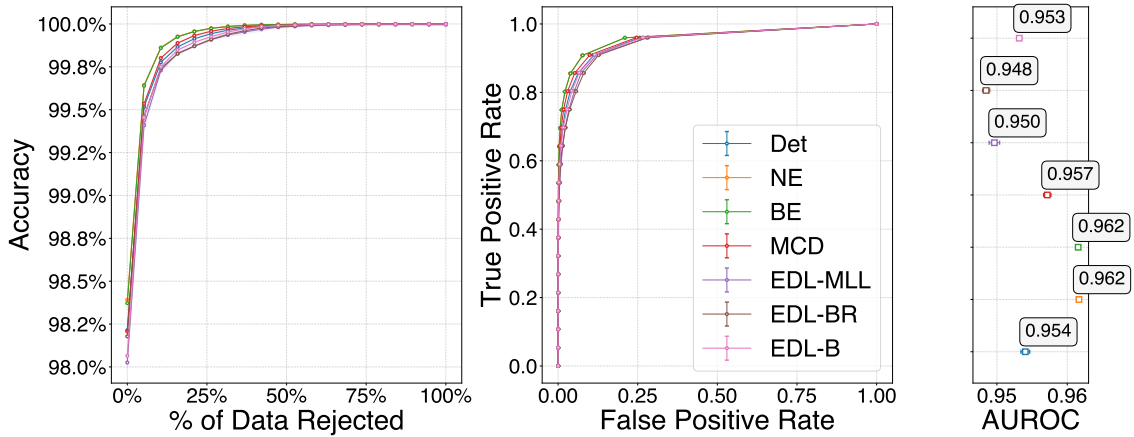 100.0%
99.8%
99.5%
99.2%
99.0%
98.8%
98.5%
98.2%
98.0%
Accuracy
0% 25% 50% 75% 100%
% of Data Rejected
1.0
0.8
0.6
0.4
0.2
0.0
True Positive Rate
Det
NE
BE
MCD
EDL-MLL
EDL-BR
EDL-B
0.00 0.25 0.50 0.75 1.00
False Positive Rate
0.953
0.948
0.950
0.957
0.962
0.962
0.954
0.95 0.96
AUROC